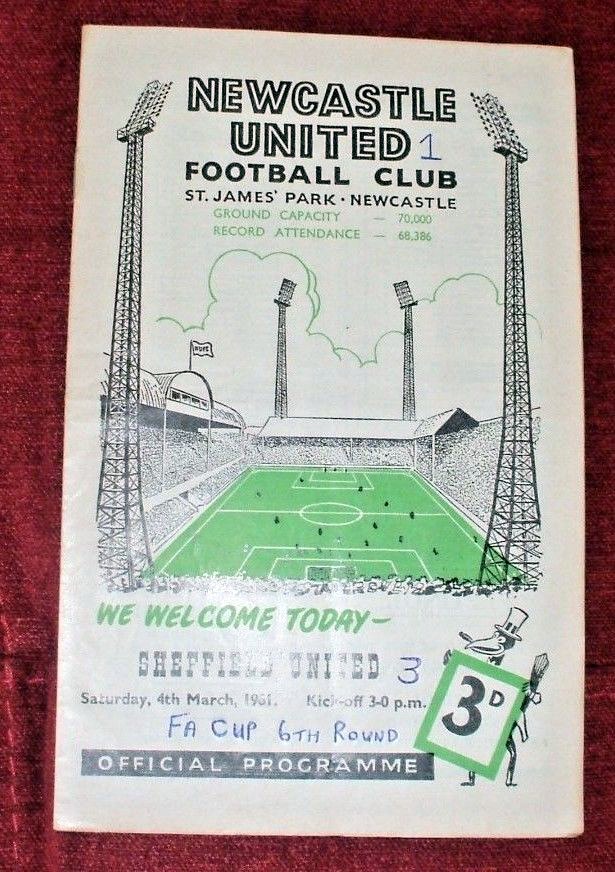 NEWCASTLE
UNITED 1
FOOTBALL CLUB
ST. JAMES' PARK · NEWCASTLE
GROUND CAPACITY — 70,000
RECORD ATTENDANCE — 68,386
NUFC
WE WELCOME TODAY—
SHEFFIELD UNITED 3
Saturday, 4th March, 1961. Kick-off 3-0 p.m.
FA CUP 6TH ROUND
3D
OFFICIAL PROGRAMME